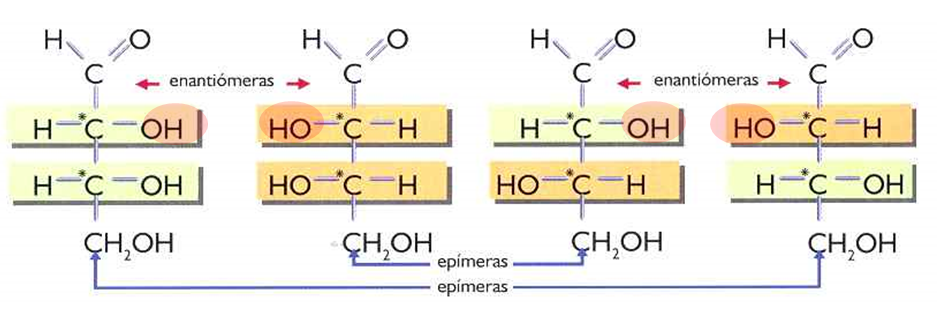 H O H O H O H O
C enantiómeras C C enantiómeras C
H *C OH HO *C H H *C OH HO *C H
H *C OH HO *C H HO *C H H *C OH
CH₂OH CH₂OH CH₂OH CH₂OH
epímeras
epímeras